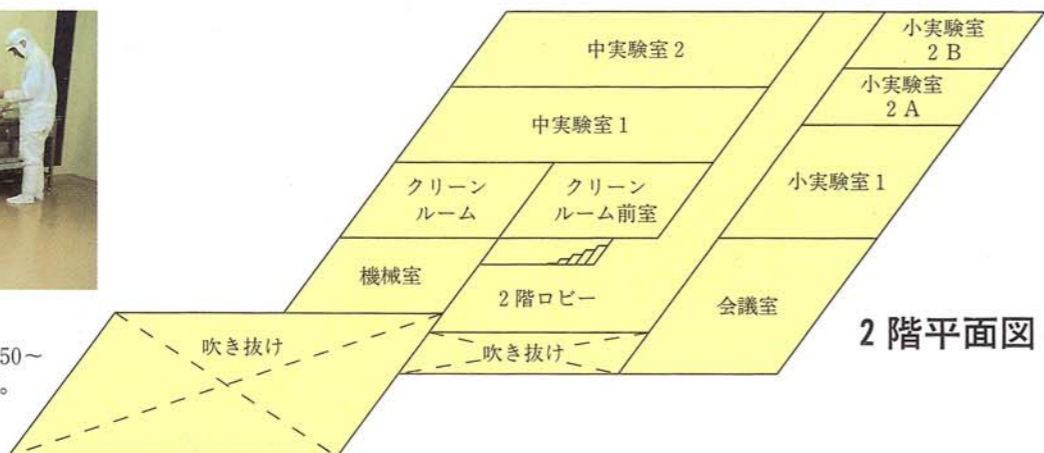 中実験室2
小実験室
2B
小実験室
2A
中実験室1
小実験室1
クリーン
ルーム
クリーン
ルーム前室
機械室
2階ロビー
会議室
2階平面図
吹き抜け
吹き抜け
50～
。